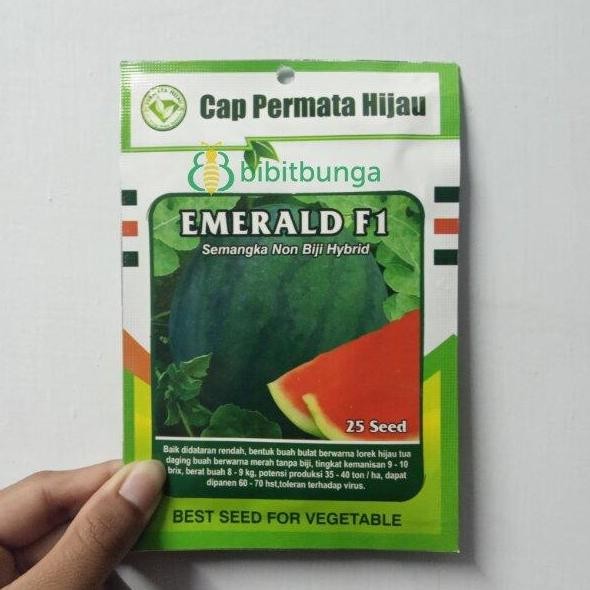 Cap Permata Hijau
bibitbunga
EMERALD F1
Semangka Non Biji Hybrid
25 Seed
Baik didataran rendah, bentuk buah bulat berwarna lorek hijau tua
daging buah berwarna merah tanpa biji, tingkat kemanisan 9 - 10
brix, berat buah 8 - 9 kg, potensi produksi 35 - 40 ton / ha, dapat
dipanen 60 - 70 hst,toleran terhadap virus.
BEST SEED FOR VEGETABLE